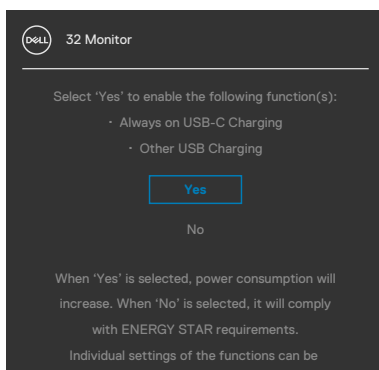 DELL
32 Monitor
Select ‘Yes’ to enable the following function(s):
· Always on USB-C Charging
· Other USB Charging
Yes
No
When ‘Yes’ is selected, power consumption will
increase. When ‘No’ is selected, it will comply
with ENERGY STAR requirements.
Individual settings of the functions can be